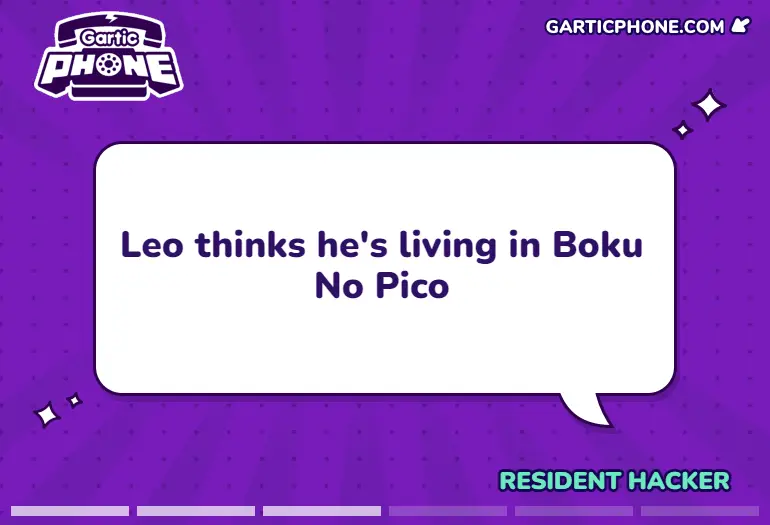 Gartic
PHONE
GARTICPHONE.COM
Leo thinks he's living in Boku
No Pico
RESIDENT HACKER